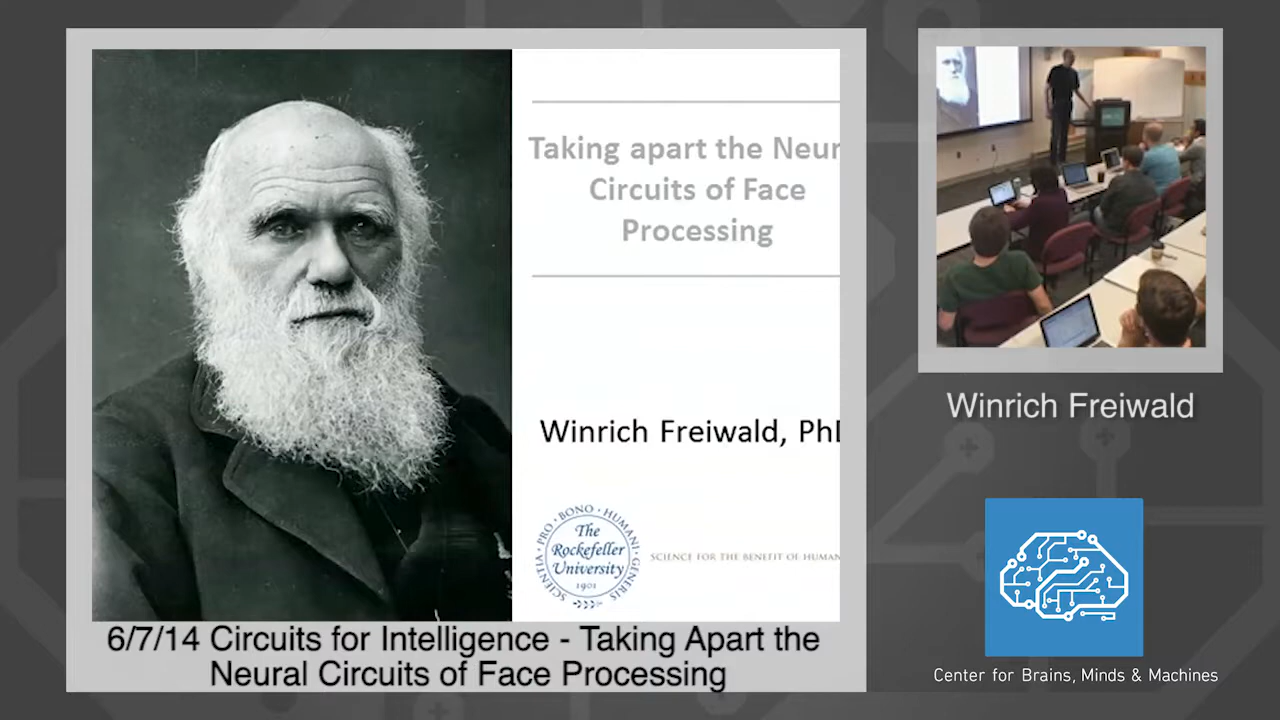 Taking apart the Neur
Circuits of Face
Processing
Winrich Freiwald, PhD
SCIENTIA · PRO · BONO · HUMANI · GENERIS
The
Rockefeller
University
1901
SCIENCE FOR THE BENEFIT OF HUMAN
6/7/14 Circuits for Intelligence - Taking Apart the
Neural Circuits of Face Processing
Winrich Freiwald
Center for Brains, Minds & Machines